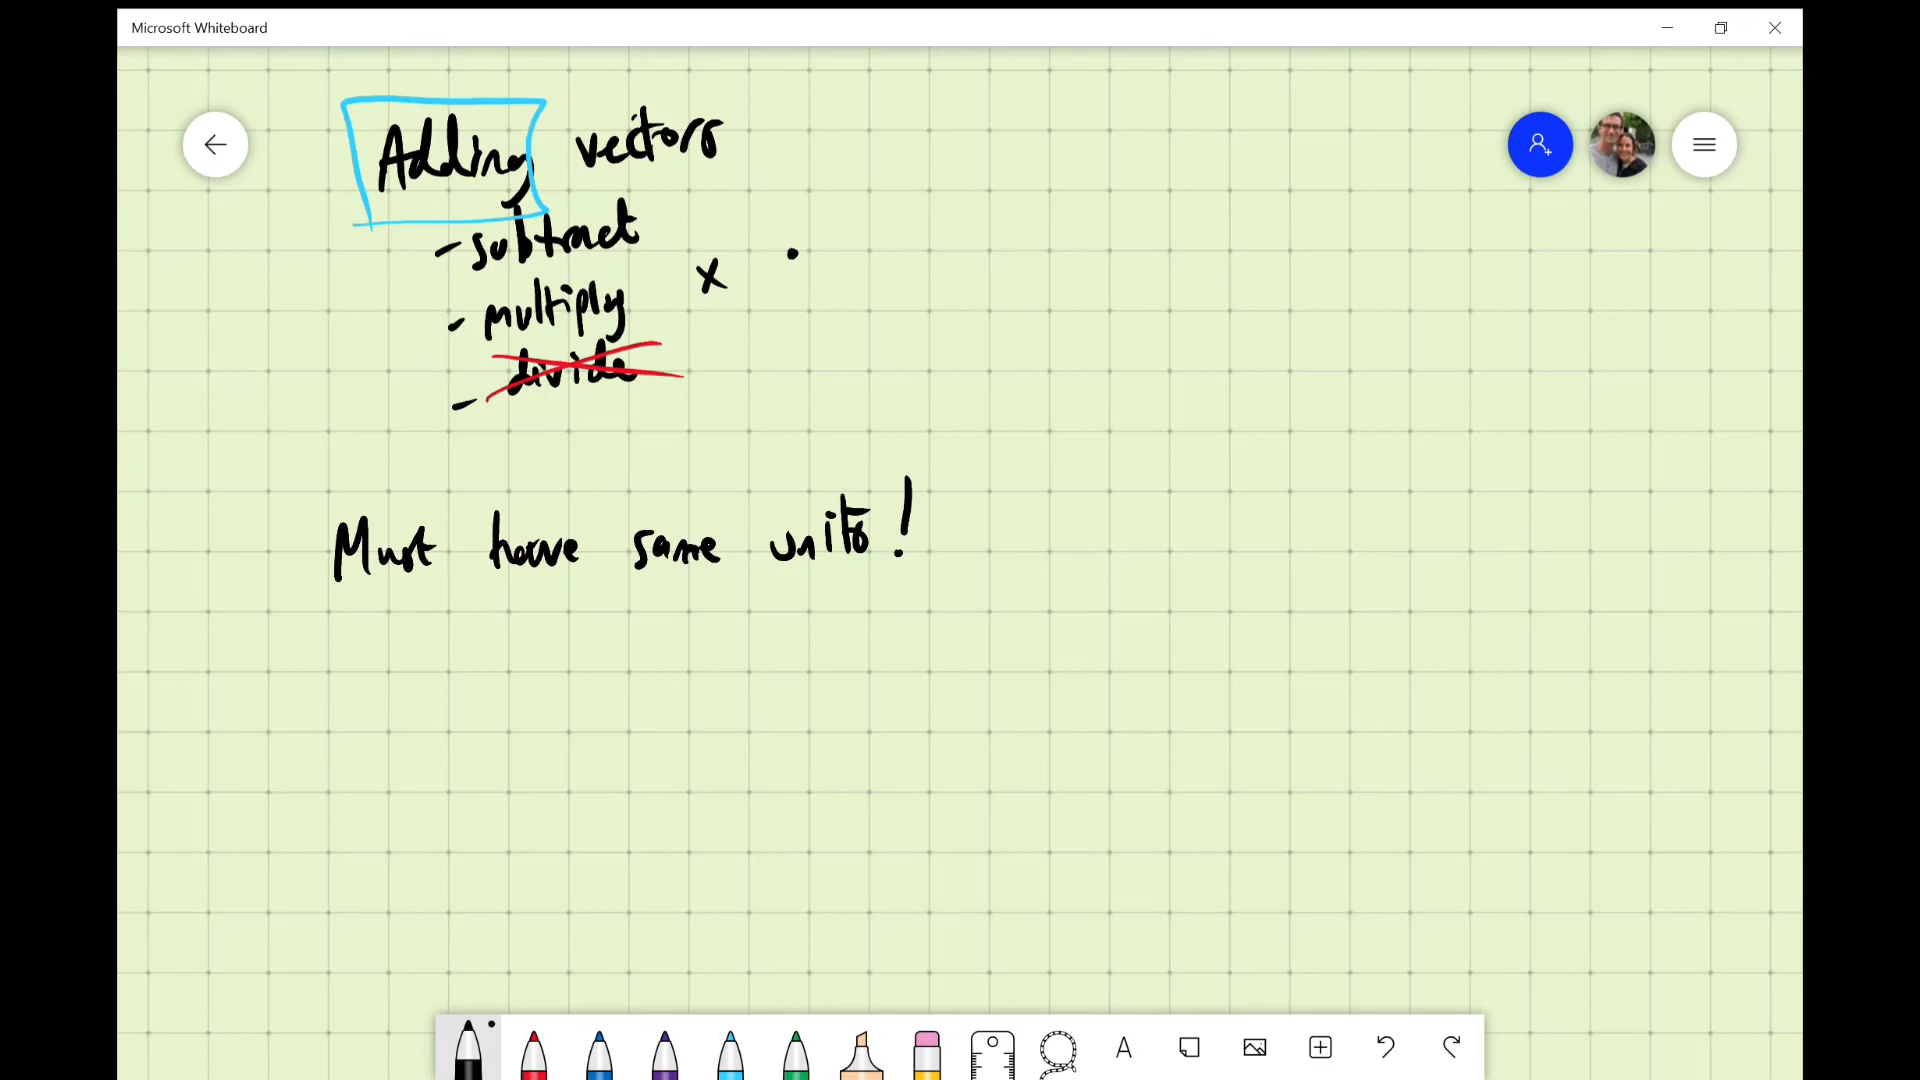 Microsoft Whiteboard
Adding vectors
- subtract
- multiply x .
- divide
Must have same units!
A